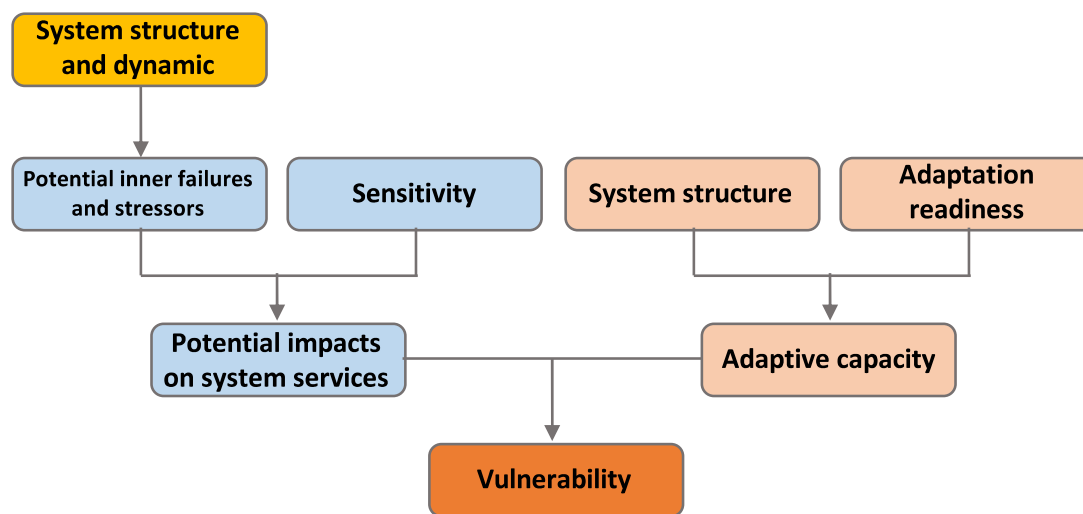 System structure
and dynamic
Potential inner failures
and stressors
Sensitivity
System structure
Adaptation
readiness
Potential impacts
on system services
Adaptive capacity
Vulnerability